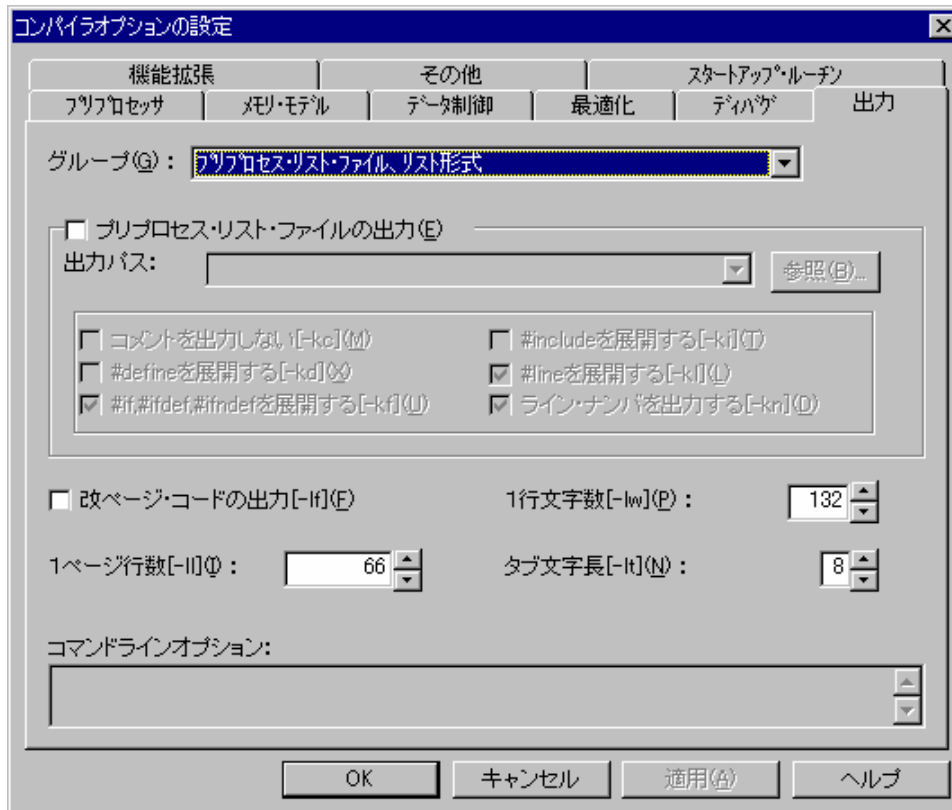 コンパイラオプションの設定
機能拡張 その他 スタートアップ・ルーチン
プリプロセッサ メモリ・モデル データ制御 最適化 ディバグ 出力
グループ(G)： プリプロセス・リスト・ファイル、リスト形式
プリプロセス・リスト・ファイルの出力(E)
出力パス： 参照(B)...
コメントを出力しない[-kc](M) #includeを展開する[-ki](T)
#defineを展開する[-kd](X) #lineを展開する[-kl](L)
#if,#ifdef,#ifndefを展開する[-kf](U) ライン・ナンバを出力する[-kn](D)
改ページ・コードの出力[-lf](F) 1行文字数[-lw](P)： 132
1ページ行数[-ll](I)： 66 タブ文字長[-lt](N)： 8
コマンドラインオプション：
OK キャンセル 適用(A) ヘルプ